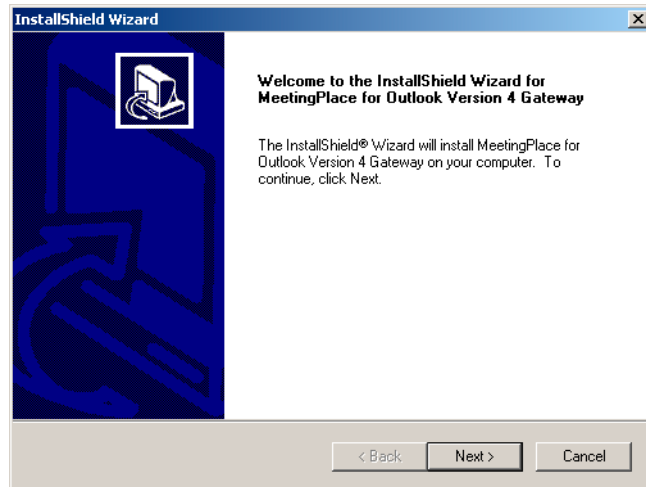 InstallShield Wizard
Welcome to the InstallShield Wizard for
MeetingPlace for Outlook Version 4 Gateway
The InstallShield® Wizard will install MeetingPlace for
Outlook Version 4 Gateway on your computer.  To
continue, click Next.
< Back
Next >
Cancel